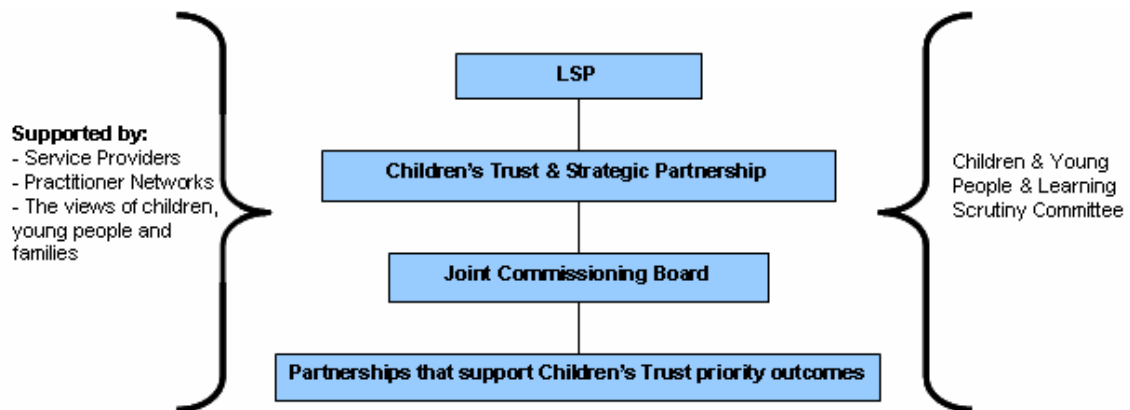 LSP
Supported by:
- Service Providers
- Practitioner Networks
- The views of children,
young people and
families
Children's Trust & Strategic Partnership
Children & Young
People & Learning
Scrutiny Committee
Joint Commissioning Board
Partnerships that support Children's Trust priority outcomes